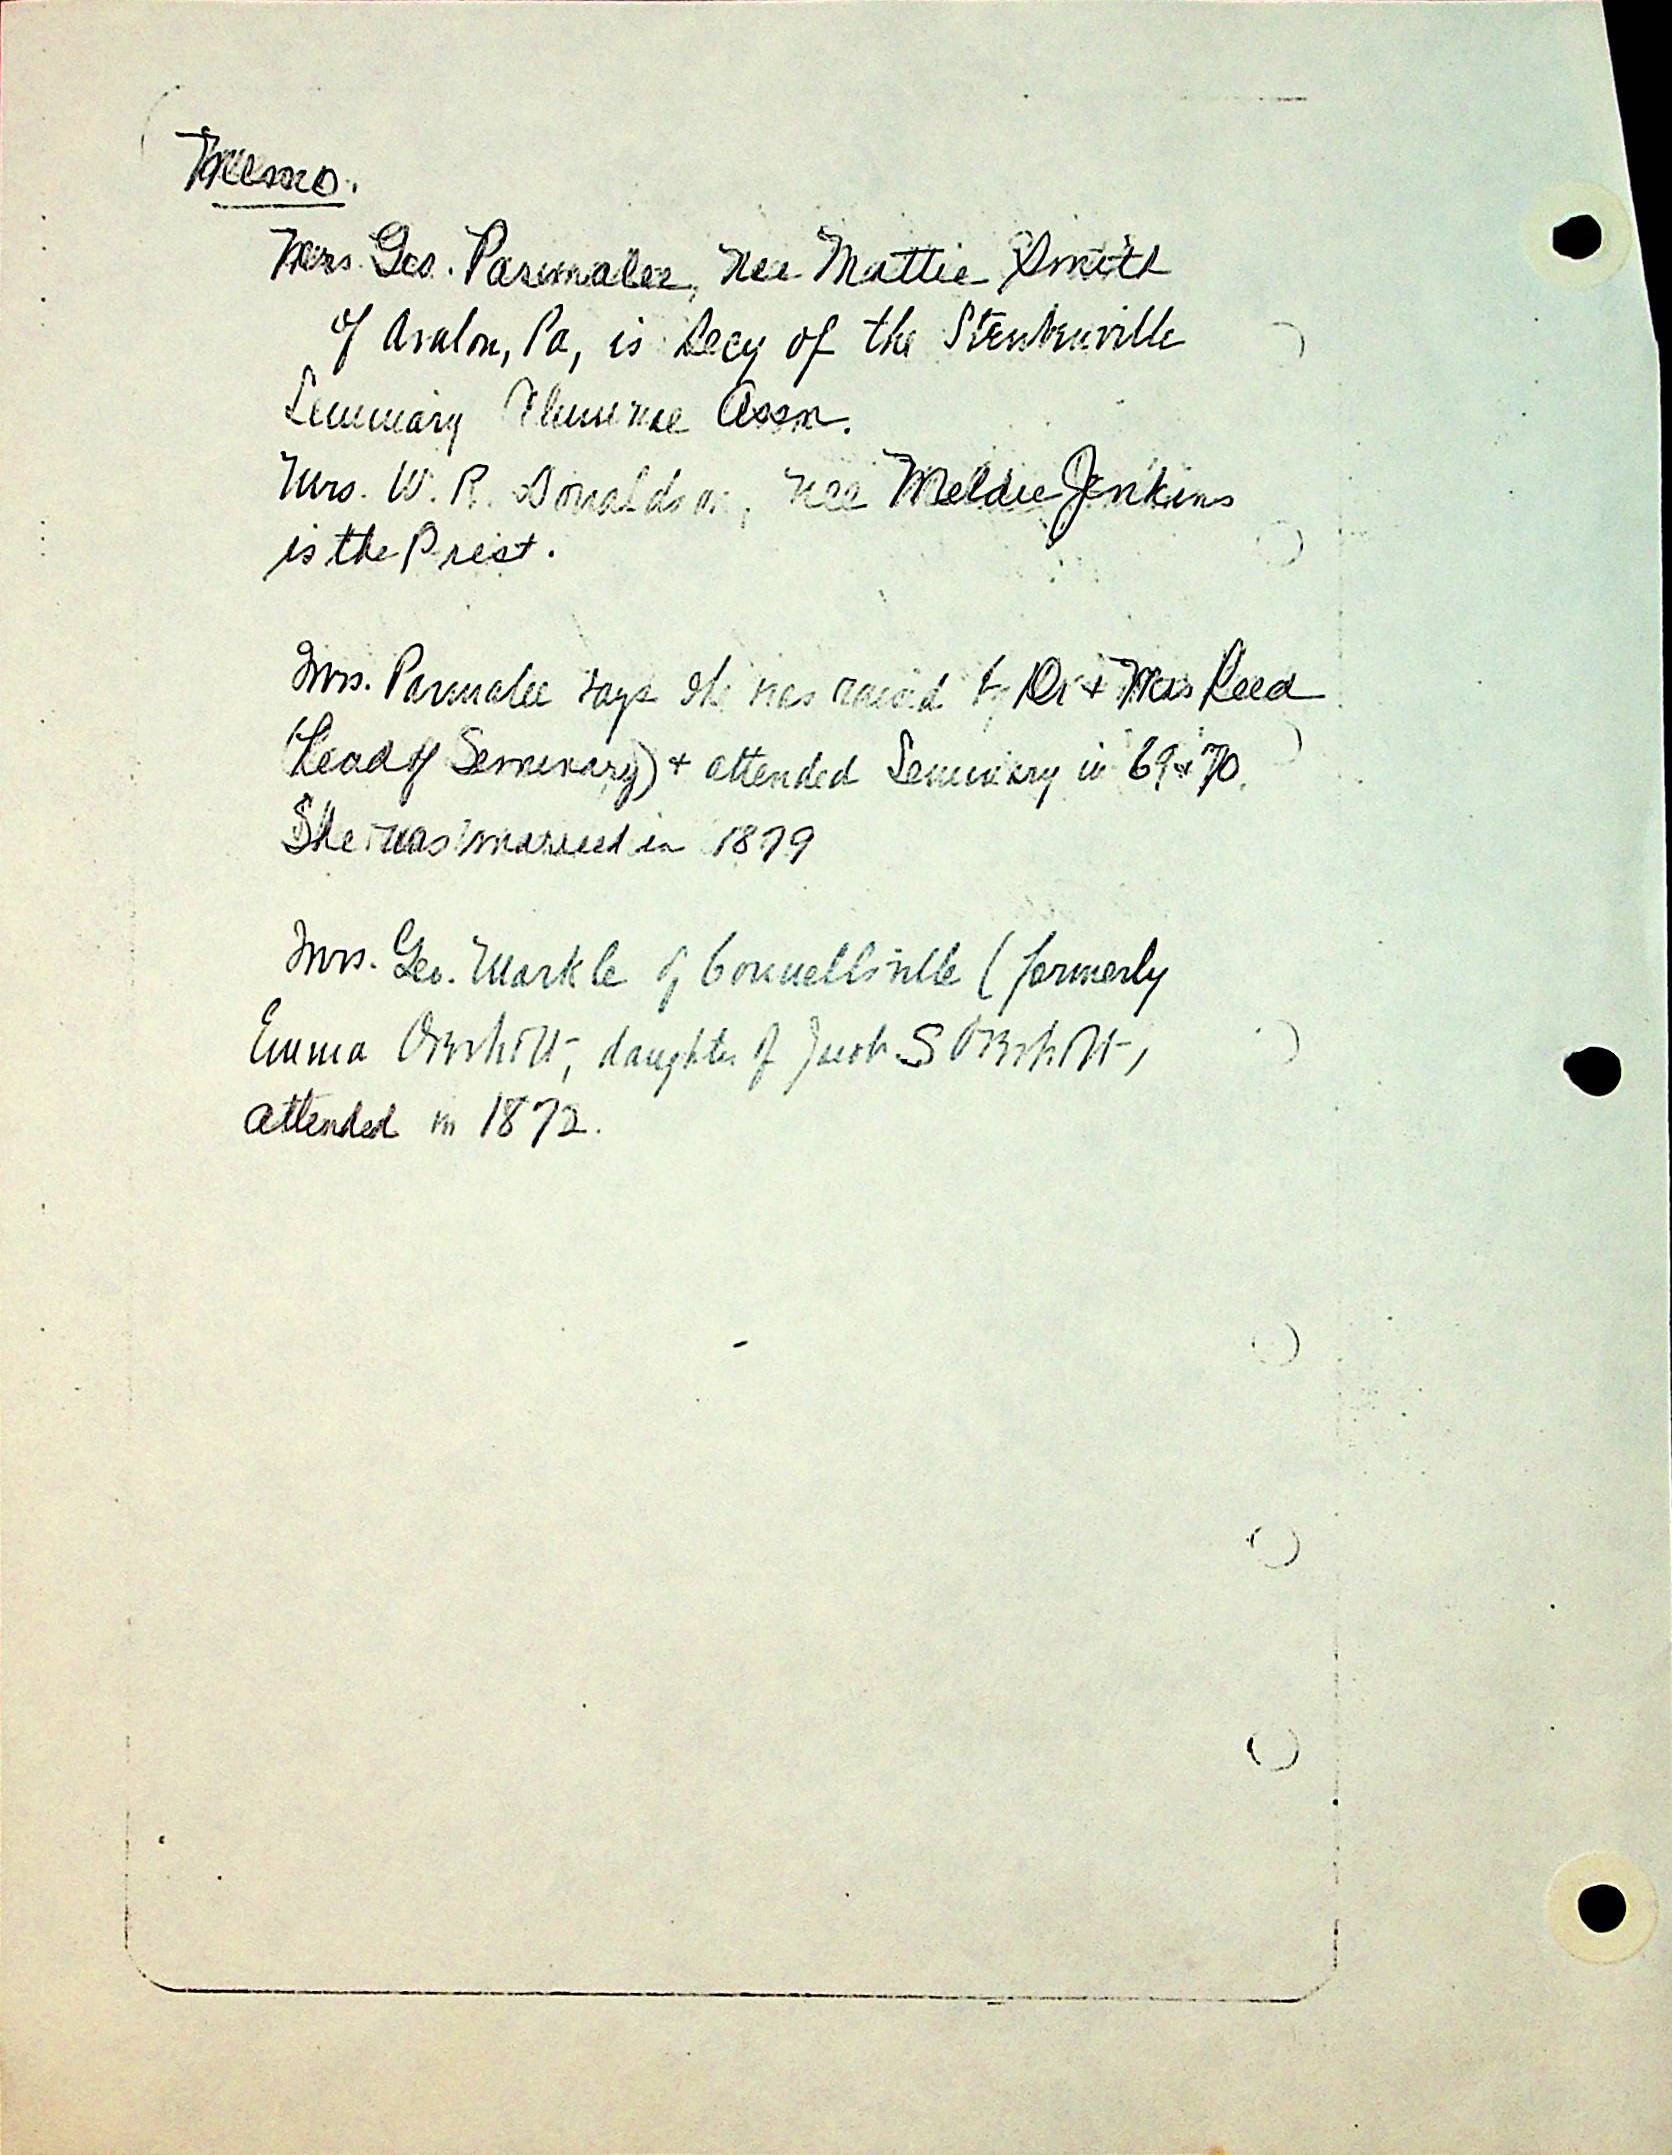 Memo.
Mrs. Geo. Parmalee, nee Mattie Smith
of Avalon, Pa, is Secy of the Steubenville
Seminary Alumnae Assn.
Mrs. W. R. Donaldson, nee Meldie Jenkins
is the Prest.
Mrs. Parmalee says she was raised by Dr + Mrs Reed
(Head of Seminary) + attended Seminary in 69 + 70.
She was married in 1879
Mrs. Geo. Markle of Connellsville (formerly
Emma Overholt, daughter of Jacob S Overholt,
attended in 1872.